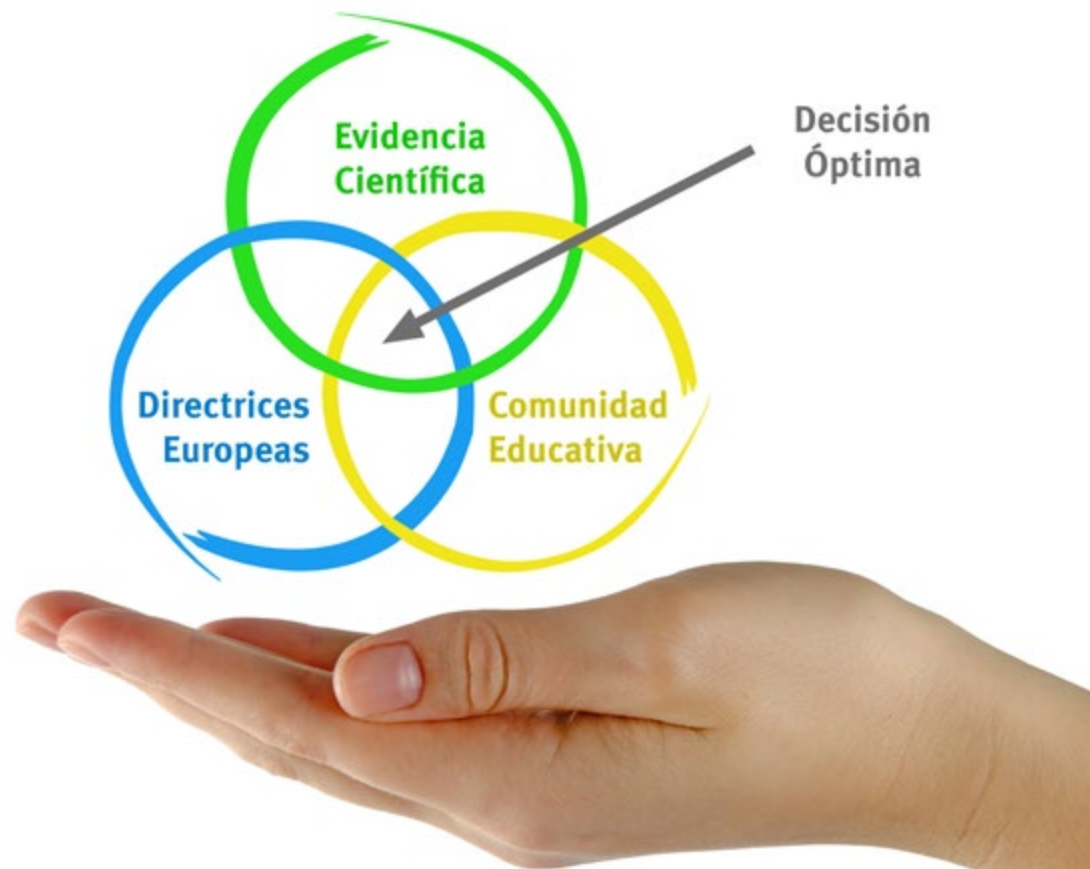 Evidencia
Científica
Decisión
Óptima
Directrices
Europeas
Comunidad
Educativa